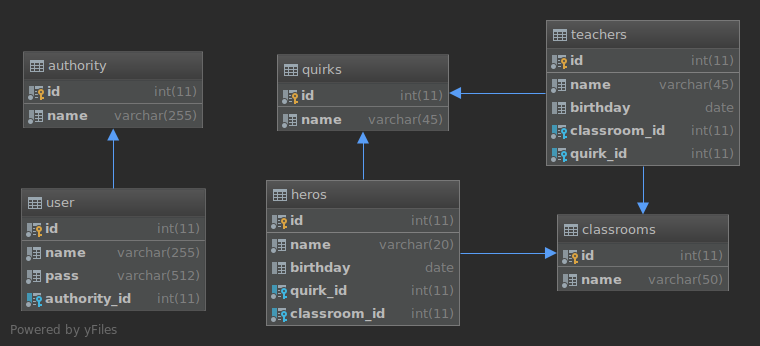 authority
id int(11)
name varchar(255)
user
id int(11)
name varchar(255)
pass varchar(512)
authority_id int(11)
quirks
id int(11)
name varchar(45)
heros
id int(11)
name varchar(20)
birthday date
quirk_id int(11)
classroom_id int(11)
teachers
id int(11)
name varchar(45)
birthday date
classroom_id int(11)
quirk_id int(11)
classrooms
id int(11)
name varchar(50)
Powered by yFiles